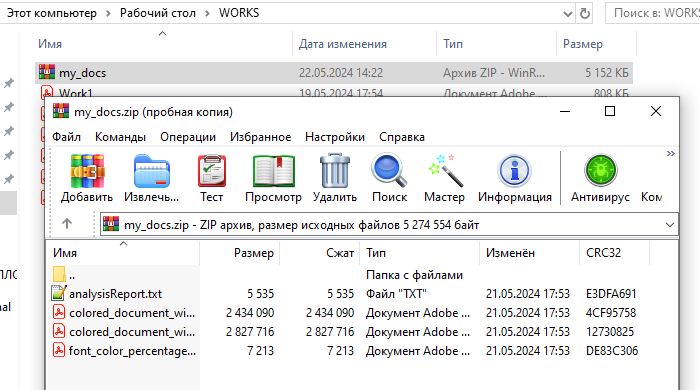 Этот компьютер > Рабочий стол > WORKS
Поиск в: WORKS
Имя Дата изменения Тип Размер
my_docs 22.05.2024 14:22 Архив ZIP - WinR... 5 152 КБ
Work1 19.05.2024 17:54 Документ Adobe ... 808 КБ
my_docs.zip (пробная копия)
Файл Команды Операции Избранное Настройки Справка
Добавить Извлечь... Тест Просмотр Удалить Поиск Мастер Информация Антивирус Ком
my_docs.zip - ZIP архив, размер исходных файлов 5 274 554 байт
Имя Размер Сжат Тип Изменён CRC32
.. Папка с файлами
analysisReport.txt 5 535 5 535 Файл "TXT" 21.05.2024 17:53 E3DFA691
colored_document_wi... 2 434 090 2 434 090 Документ Adobe ... 21.05.2024 17:53 4CF95758
colored_document_wi... 2 827 716 2 827 716 Документ Adobe ... 21.05.2024 17:53 12730825
font_color_percentage... 7 213 7 213 Документ Adobe ... 21.05.2024 17:53 DE83C306